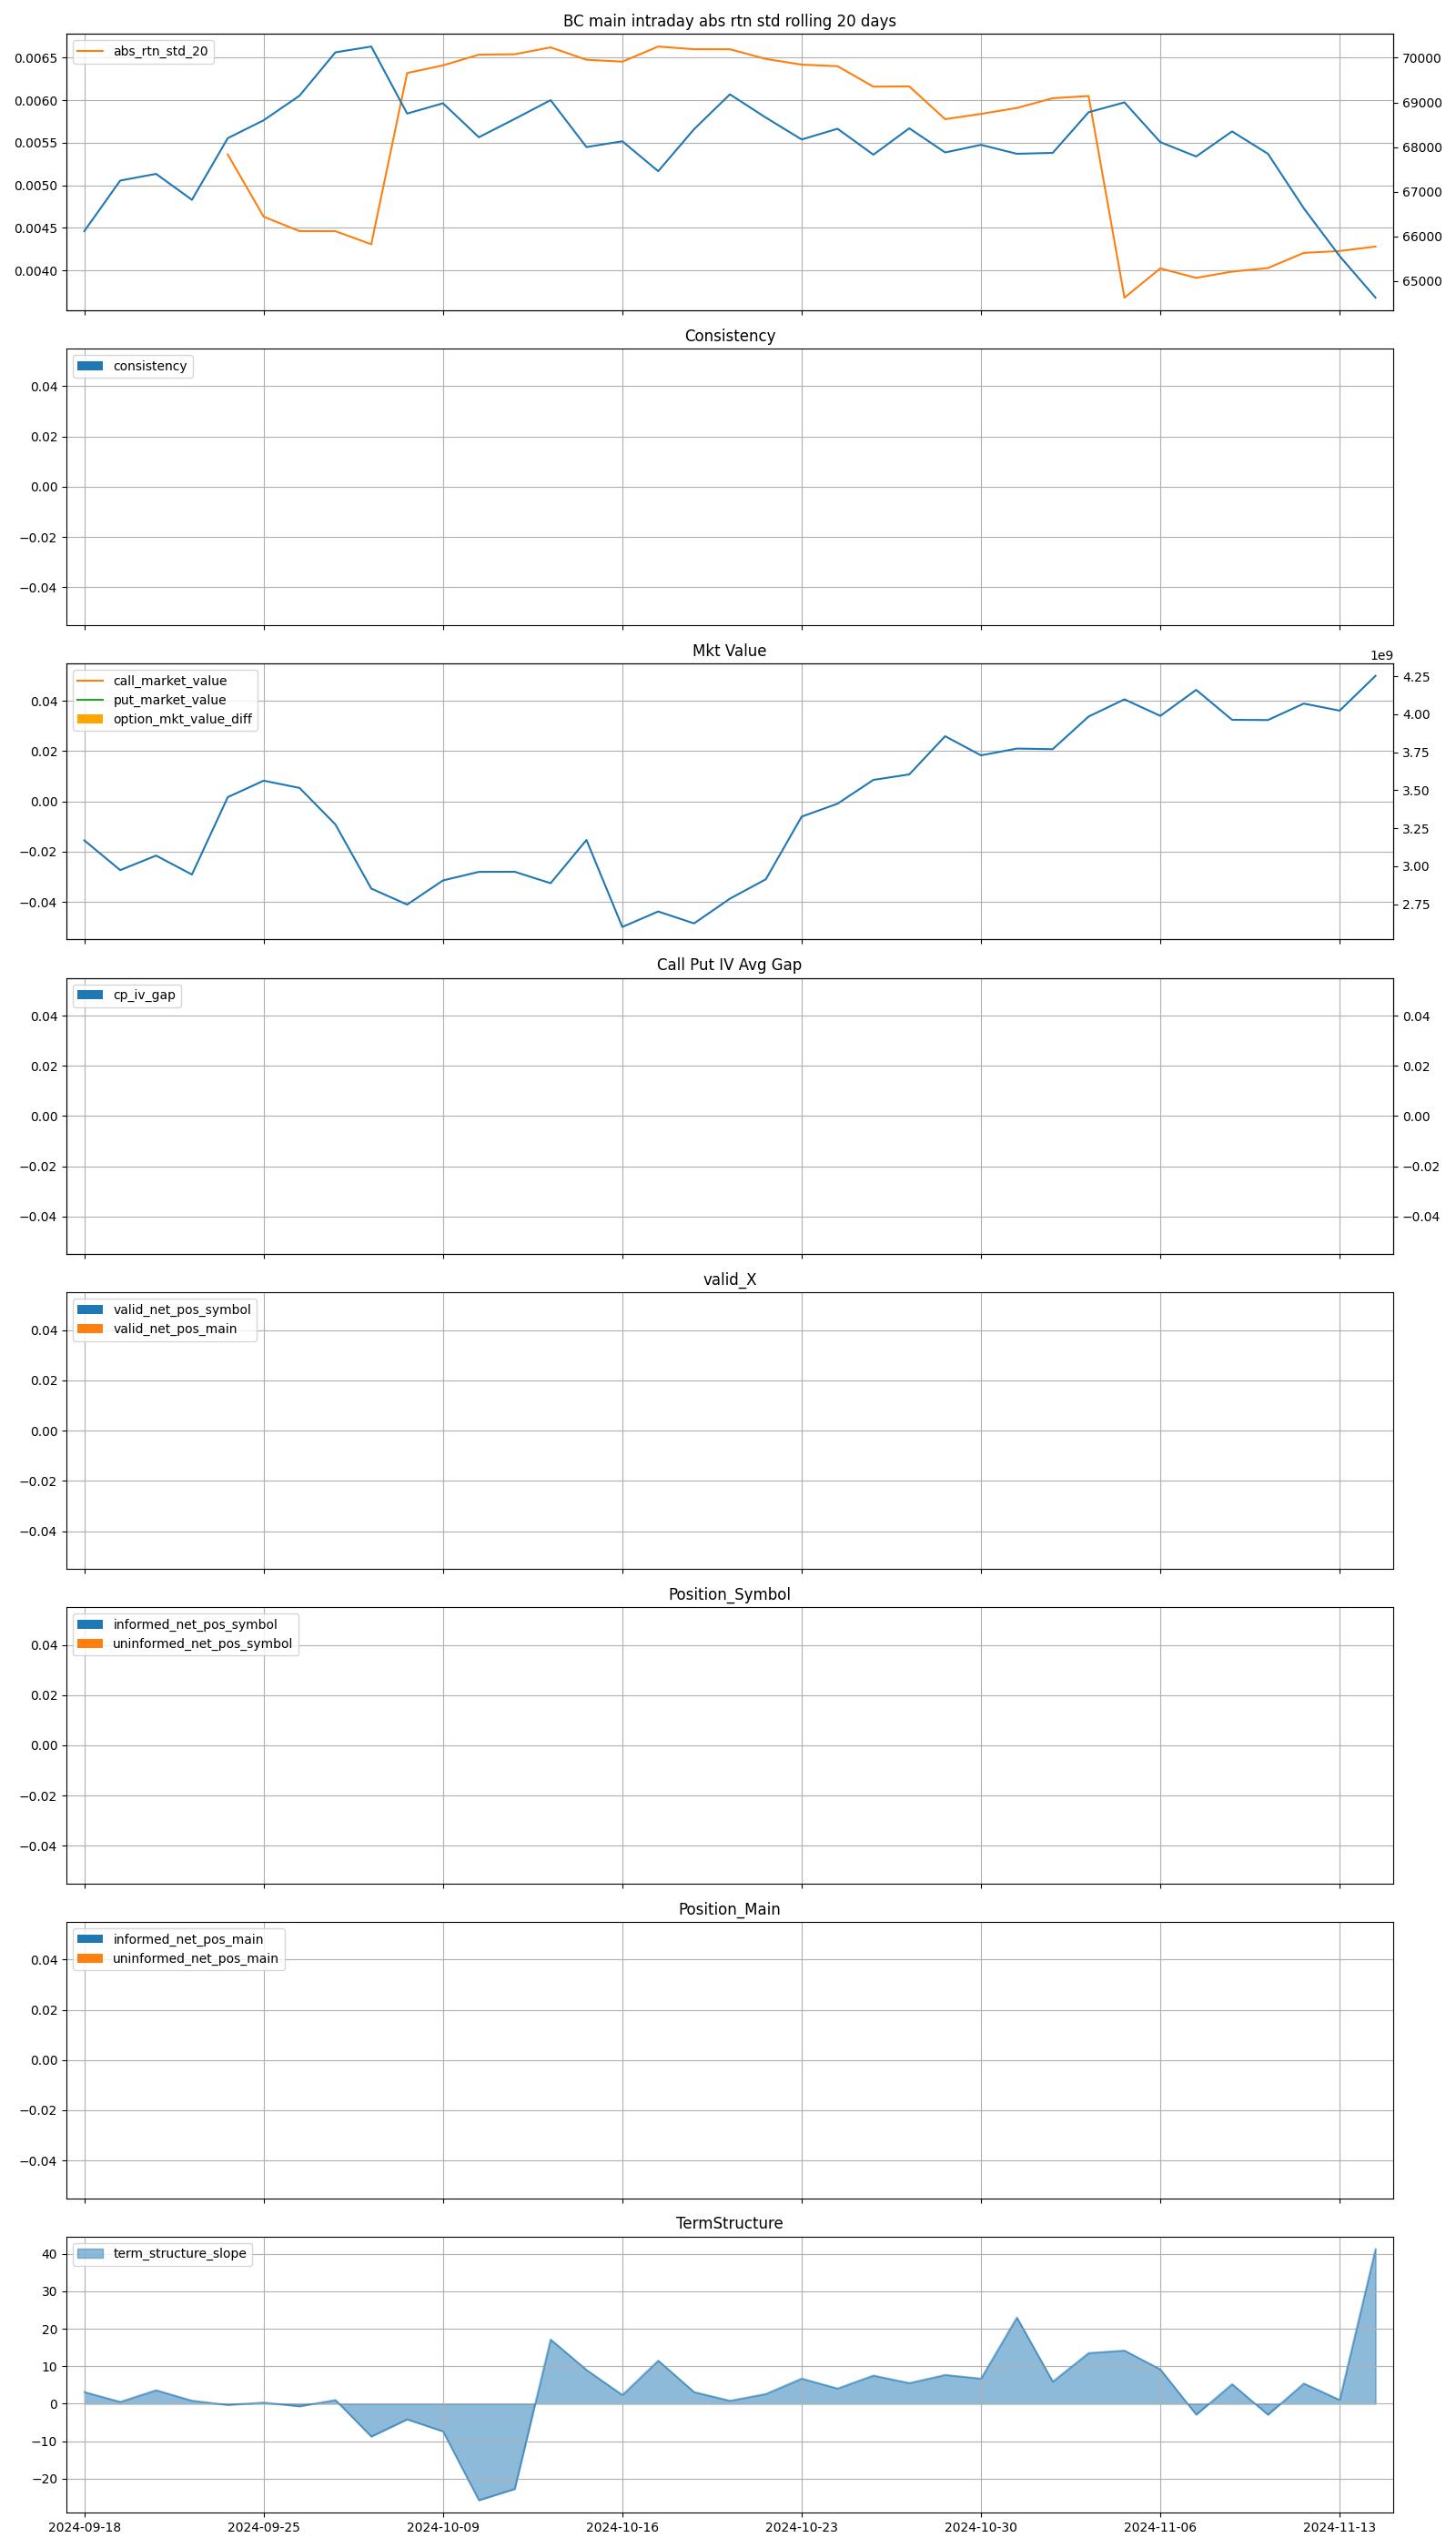 BC main intraday abs rtn std rolling 20 days
abs_rtn_std_20
0.0065
0.0060
0.0055
0.0050
0.0045
0.0040
70000
69000
68000
67000
66000
65000
Consistency
consistency
0.04
0.02
0.00
−0.02
−0.04
Mkt Value
1e9
call_market_value
put_market_value
option_mkt_value_diff
0.04
0.02
0.00
−0.02
−0.04
4.25
4.00
3.75
3.50
3.25
3.00
2.75
Call Put IV Avg Gap
cp_iv_gap
0.04
0.02
0.00
−0.02
−0.04
0.04
0.02
0.00
−0.02
−0.04
valid_X
valid_net_pos_symbol
valid_net_pos_main
0.04
0.02
0.00
−0.02
−0.04
Position_Symbol
informed_net_pos_symbol
uninformed_net_pos_symbol
0.04
0.02
0.00
−0.02
−0.04
Position_Main
informed_net_pos_main
uninformed_net_pos_main
0.04
0.02
0.00
−0.02
−0.04
TermStructure
term_structure_slope
40
30
20
10
0
−10
−20
2024-09-18 2024-09-25 2024-10-09 2024-10-16 2024-10-23 2024-10-30 2024-11-06 2024-11-13